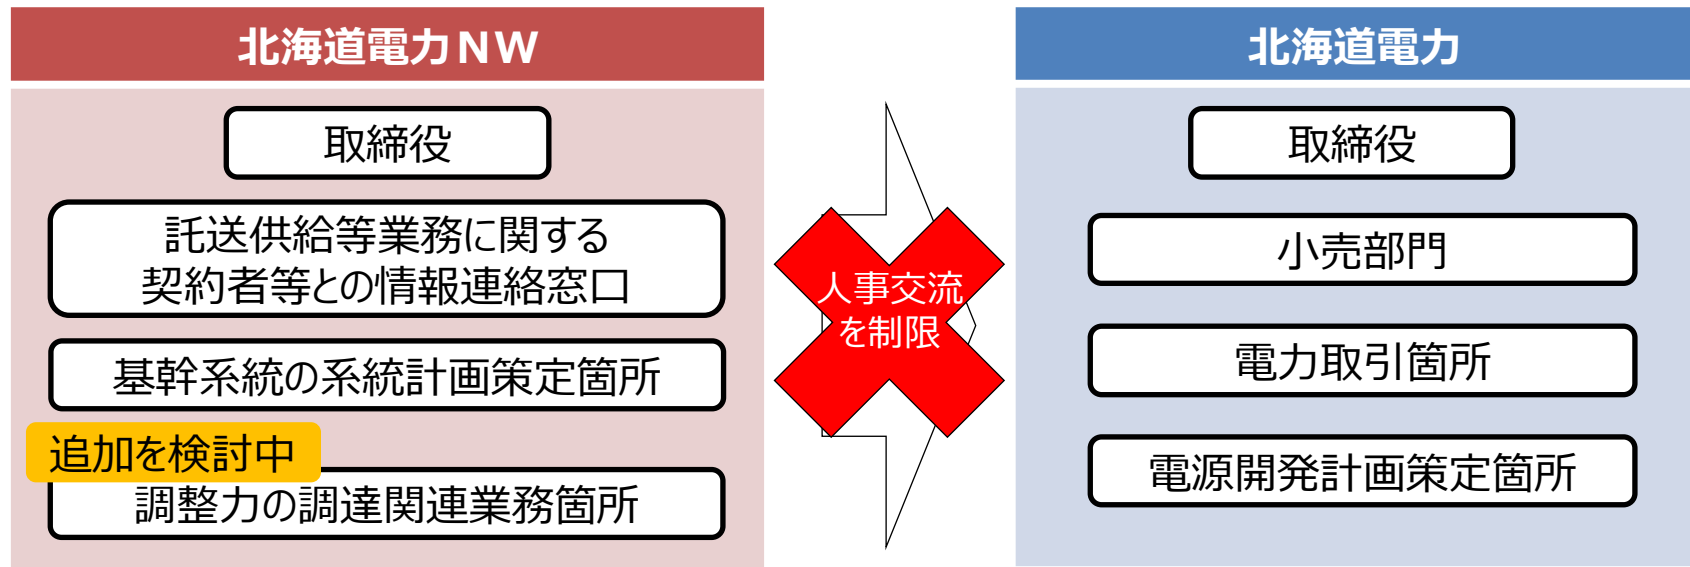 北海道電力NW
取締役
託送供給等業務に関する
契約者等との情報連絡窓口
基幹系統の系統計画策定箇所
追加を検討中
調整力の調達関連業務箇所
人事交流
を制限
北海道電力
取締役
小売部門
電力取引箇所
電源開発計画策定箇所